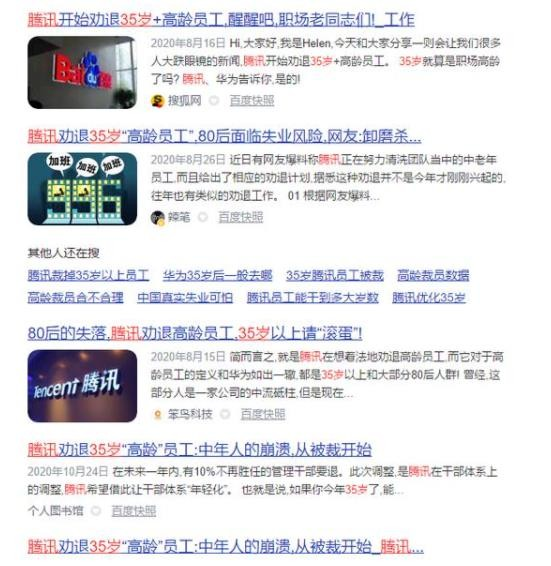 腾讯开始劝退35岁+高龄员工,醒醒吧,职场老同志们!_工作
Bai du
2020年8月16日 Hi,大家好,我是Helen,今天和大家分享一则会让我们很多
人大跌眼镜的新闻,腾讯开始劝退35岁+高龄员工。 35岁就算是职场高龄
了吗? 腾讯、华为告诉你,是的!
搜狐网 百度快照
腾讯劝退35岁“高龄员工”,80后面临失业风险,网友:卸磨杀...
加班 加班 加班
996
2020年8月26日 近日有网友爆料称腾讯正在努力清洗团队当中的中老年
员工,而且给出了相应的劝退计划,据悉这种劝退并不是今年才刚刚兴起的,
往年也有类似的劝退工作。 01 根据网友爆料...
辣笔 百度快照
其他人还在搜
腾讯裁掉35岁以上员工 华为35岁后一般去哪 35岁腾讯员工被裁 高龄裁员数据
高龄裁员合不合理 中国真实失业可怕 腾讯员工能干到多大岁数 腾讯优化35岁
80后的失落,腾讯劝退高龄员工,35岁以上请“滚蛋”!
Tencent 腾讯
2020年8月15日 简而言之,就是腾讯在想着法地劝退高龄员工,而它对于高
龄员工的定义和华为如出一辙,都是35岁以上和大部分80后人群! 曾经,这
部分人是一家公司的中流砥柱,但是现在...
笨鸟科技 百度快照
腾讯劝退35岁“高龄”员工:中年人的崩溃,从被裁开始
2020年10月24日 在未来一年内,有10%不再胜任的管理干部要退。此次调整,是腾讯在干部体系上
的调整,腾讯希望借此让干部体系“年轻化”。 也就是说,如果你今年35岁了,能...
个人图书馆 百度快照
腾讯劝退35岁“高龄”员工:中年人的崩溃,从被裁开始_腾讯...